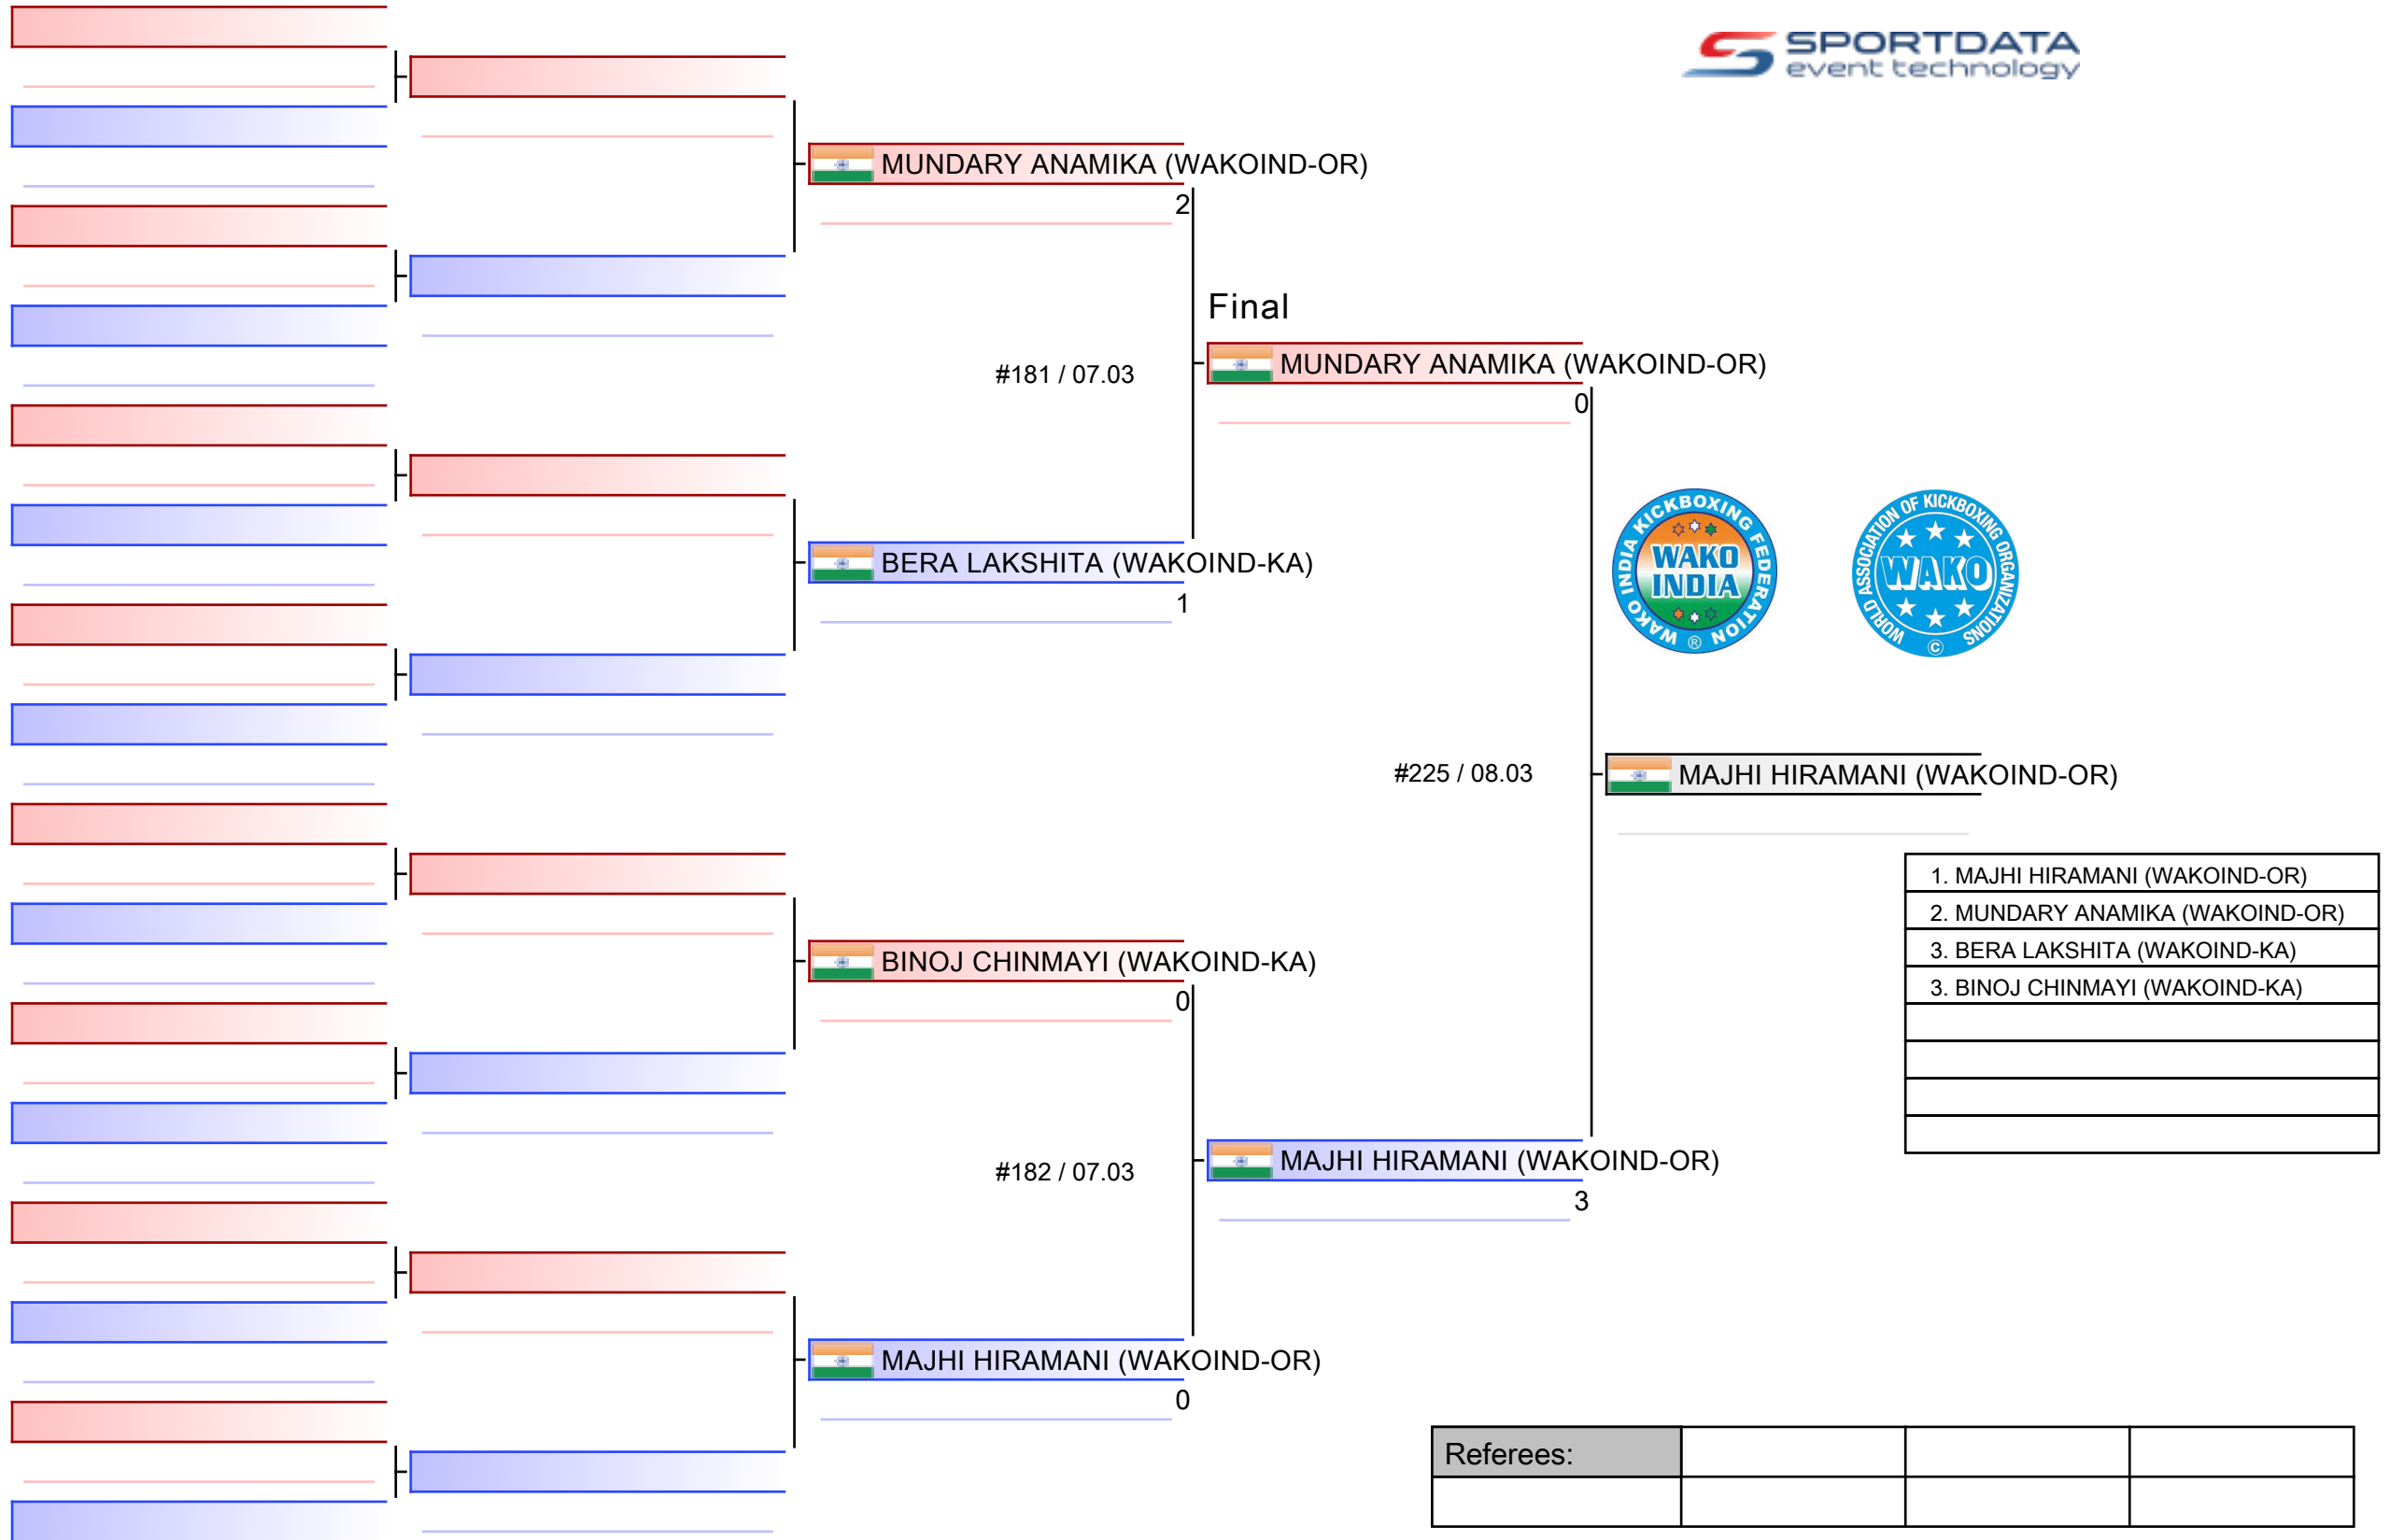 SPORTDATA
event technology
MUNDARY ANAMIKA (WAKOIND-OR)
2
Final
#181 / 07.03
MUNDARY ANAMIKA (WAKOIND-OR)
0
BERA LAKSHITA (WAKOIND-KA)
1
WAKO INDIA KICKBOXING FEDERATION
WAKO
INDIA
®
WORLD ASSOCIATION OF KICKBOXING ORGANIZATIONS
WAKO
©
#225 / 08.03
MAJHI HIRAMANI (WAKOIND-OR)
1. MAJHI HIRAMANI (WAKOIND-OR)
2. MUNDARY ANAMIKA (WAKOIND-OR)
3. BERA LAKSHITA (WAKOIND-KA)
3. BINOJ CHINMAYI (WAKOIND-KA)
BINOJ CHINMAYI (WAKOIND-KA)
0
#182 / 07.03
MAJHI HIRAMANI (WAKOIND-OR)
3
MAJHI HIRAMANI (WAKOIND-OR)
0
Referees: